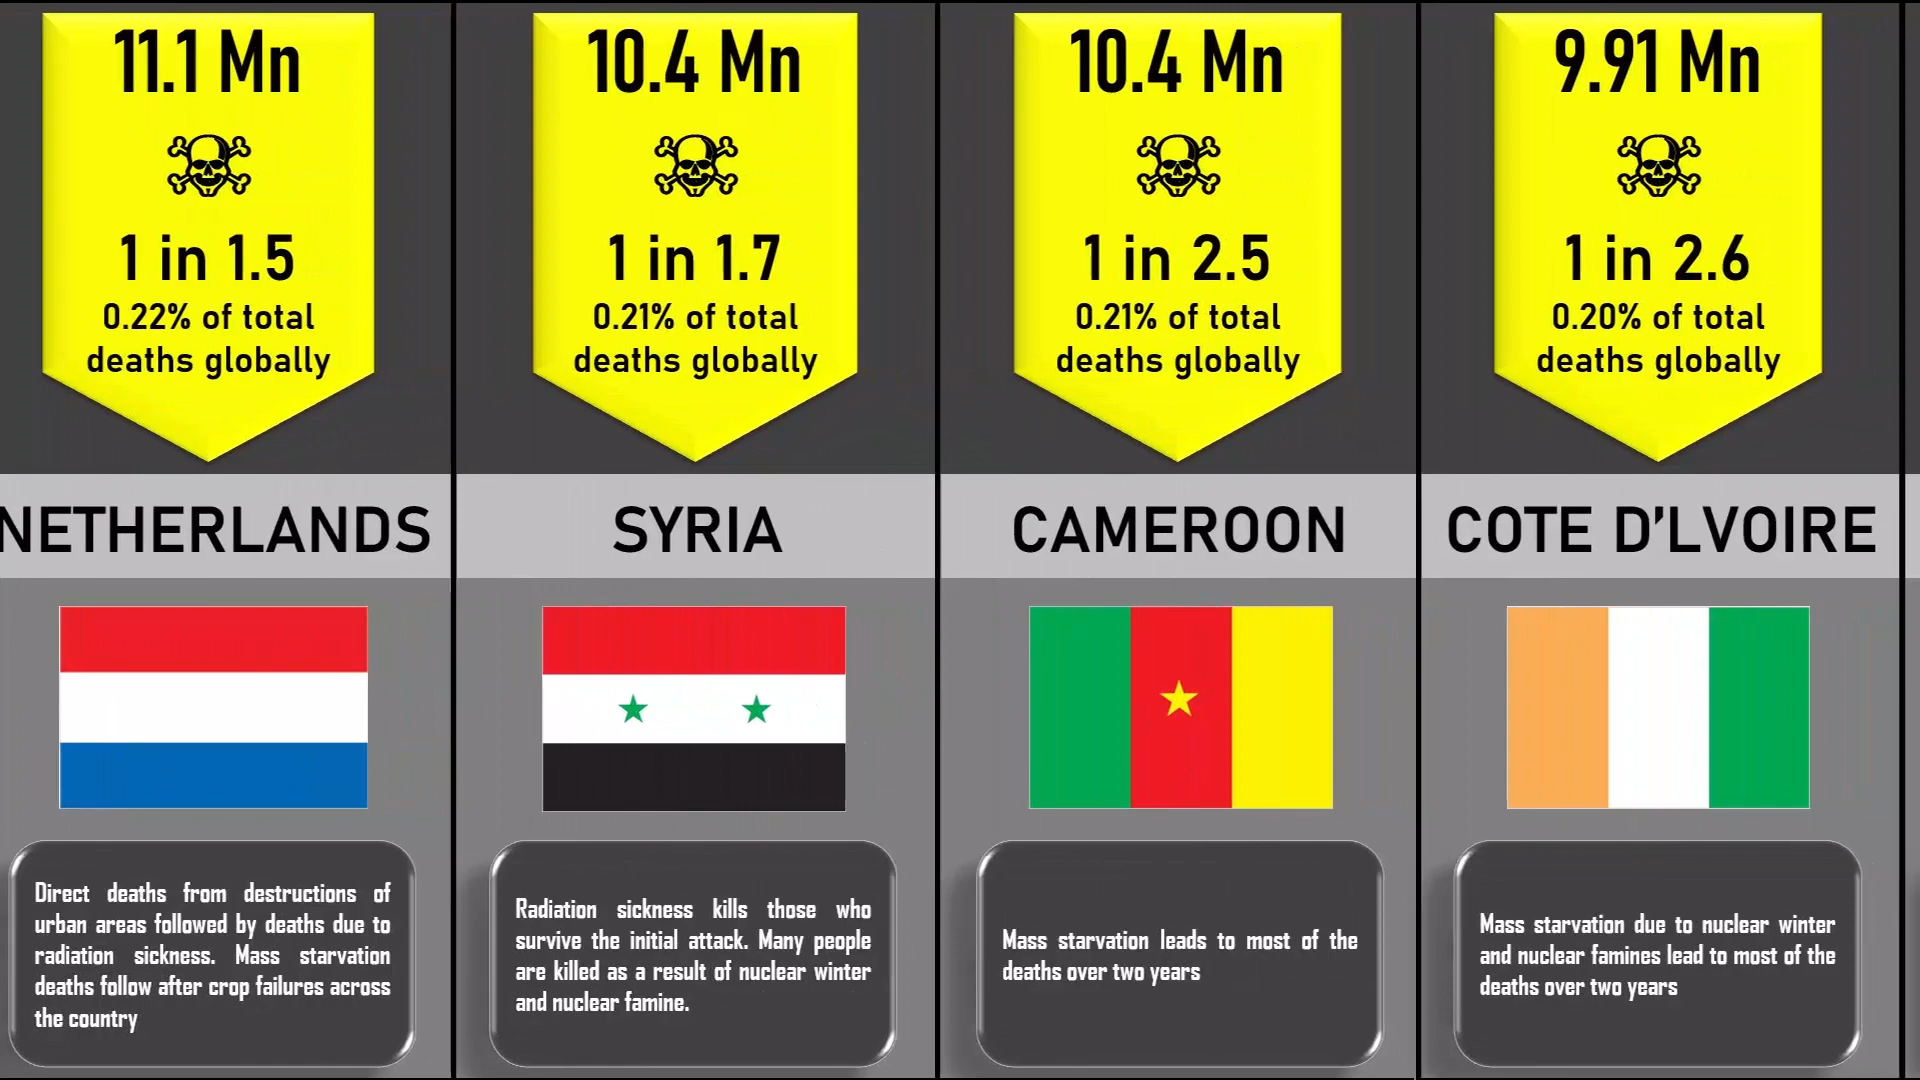 11.1 Mn
1 in 1.5
0.22% of total
deaths globally
NETHERLANDS
Direct deaths from destructions of
urban areas followed by deaths due to
radiation sickness. Mass starvation
deaths follow after crop failures across
the country
10.4 Mn
1 in 1.7
0.21% of total
deaths globally
SYRIA
Radiation sickness kills those who
survive the initial attack. Many people
are killed as a result of nuclear winter
and nuclear famine.
10.4 Mn
1 in 2.5
0.21% of total
deaths globally
CAMEROON
Mass starvation leads to most of the
deaths over two years
9.91 Mn
1 in 2.6
0.20% of total
deaths globally
COTE D'LVOIRE
Mass starvation due to nuclear winter
and nuclear famines lead to most of the
deaths over two years